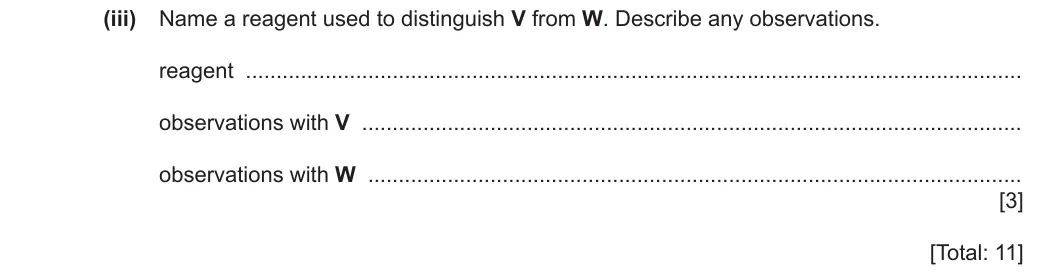 (iii) Name a reagent used to distinguish V from W. Describe any observations.
reagent ................................................................................................................................
observations with V .............................................................................................................
observations with W ............................................................................................................
[3]
[Total: 11]